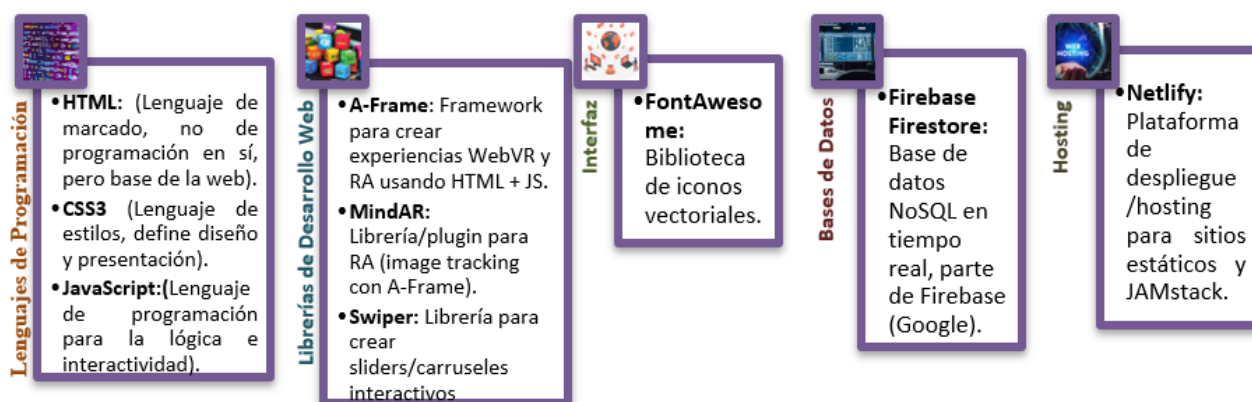 Lenguajes de Programación
•HTML: (Lenguaje de
marcado, no de
programación en sí,
pero base de la web).
•CSS3 (Lenguaje de
estilos, define diseño
y presentación).
•JavaScript:(Lenguaje
de programación
para la lógica e
interactividad).
Librerías de Desarrollo Web
•A-Frame: Framework
para crear
experiencias WebVR y
RA usando HTML + JS.
•MindAR:
Librería/plugin para
RA (image tracking
con A-Frame).
•Swiper: Librería para
crear
sliders/carruseles
interactivos
Interfaz
•FontAweso
me:
Biblioteca
de iconos
vectoriales.
Bases de Datos
•Firebase
Firestore:
Base de
datos
NoSQL en
tiempo
real, parte
de Firebase
(Google).
WEB
HOSTING
Hosting
•Netlify:
Plataforma
de
despliegue
/hosting
para sitios
estáticos y
JAMstack.